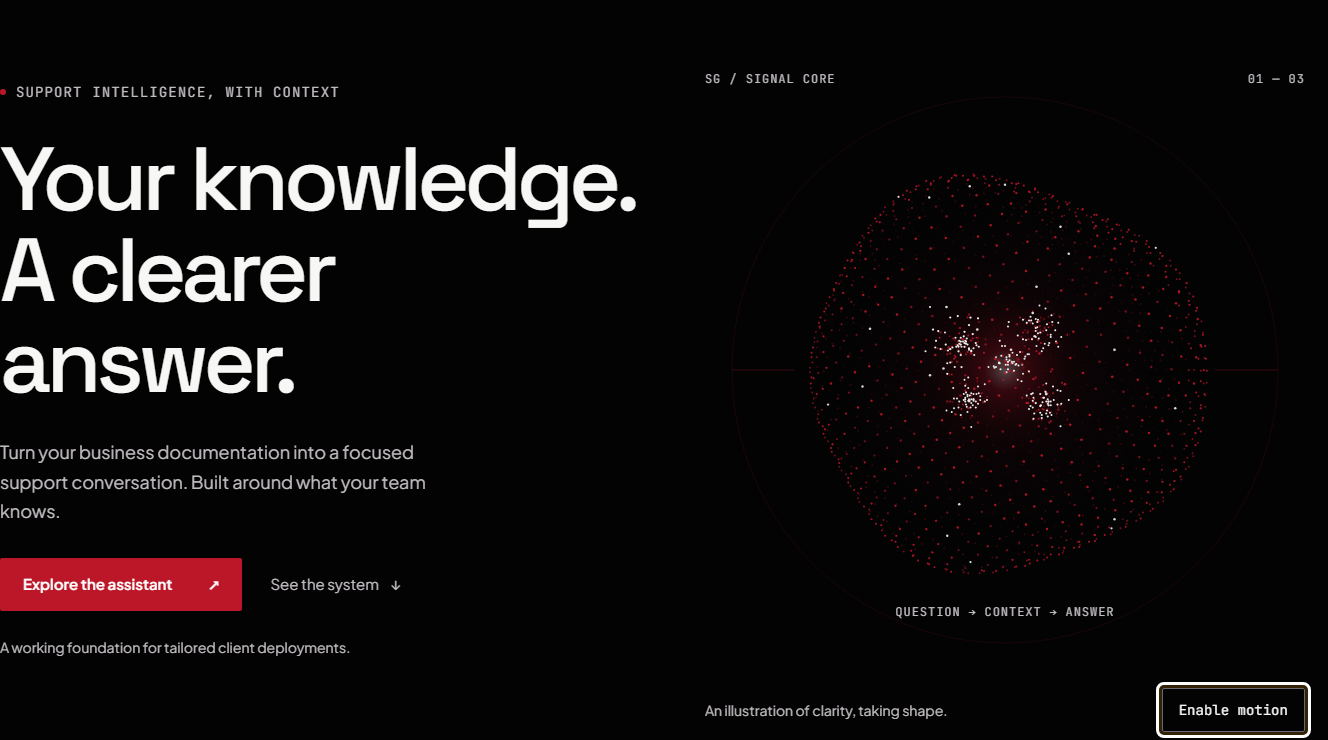 SUPPORT INTELLIGENCE, WITH CONTEXT
Your knowledge.
A clearer
answer.
Turn your business documentation into a focused
support conversation. Built around what your team
knows.
Explore the assistant ↗
See the system ↓
A working foundation for tailored client deployments.
SG / SIGNAL CORE
01 — 03
QUESTION → CONTEXT → ANSWER
An illustration of clarity, taking shape.
Enable motion